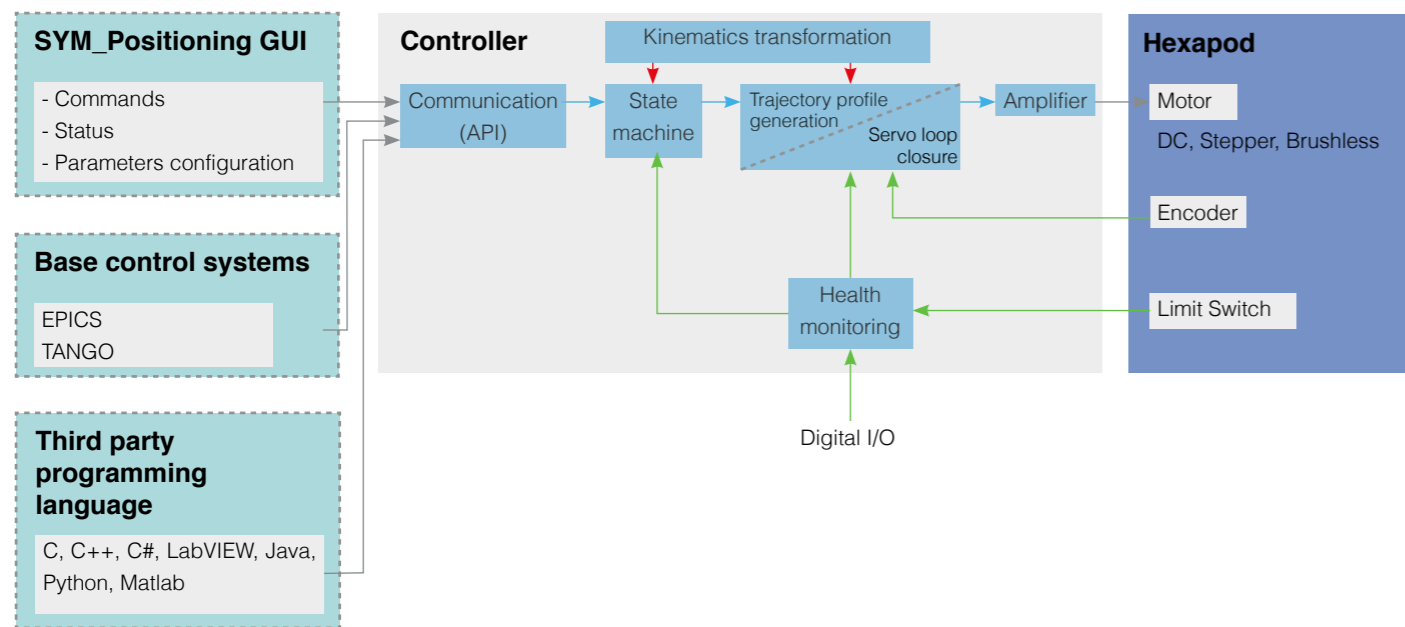 SYM_Positioning GUI
- Commands
- Status
- Parameters configuration
Base control systems
EPICS
TANGO
Third party
programming
language
C, C++, C#, LabVIEW, Java,
Python, Matlab
Controller
Kinematics transformation
Communication
(API)
State
machine
Trajectory profile
generation
Servo loop
closure
Amplifier
Health
monitoring
Digital I/O
Hexapod
Motor
DC, Stepper, Brushless
Encoder
Limit Switch